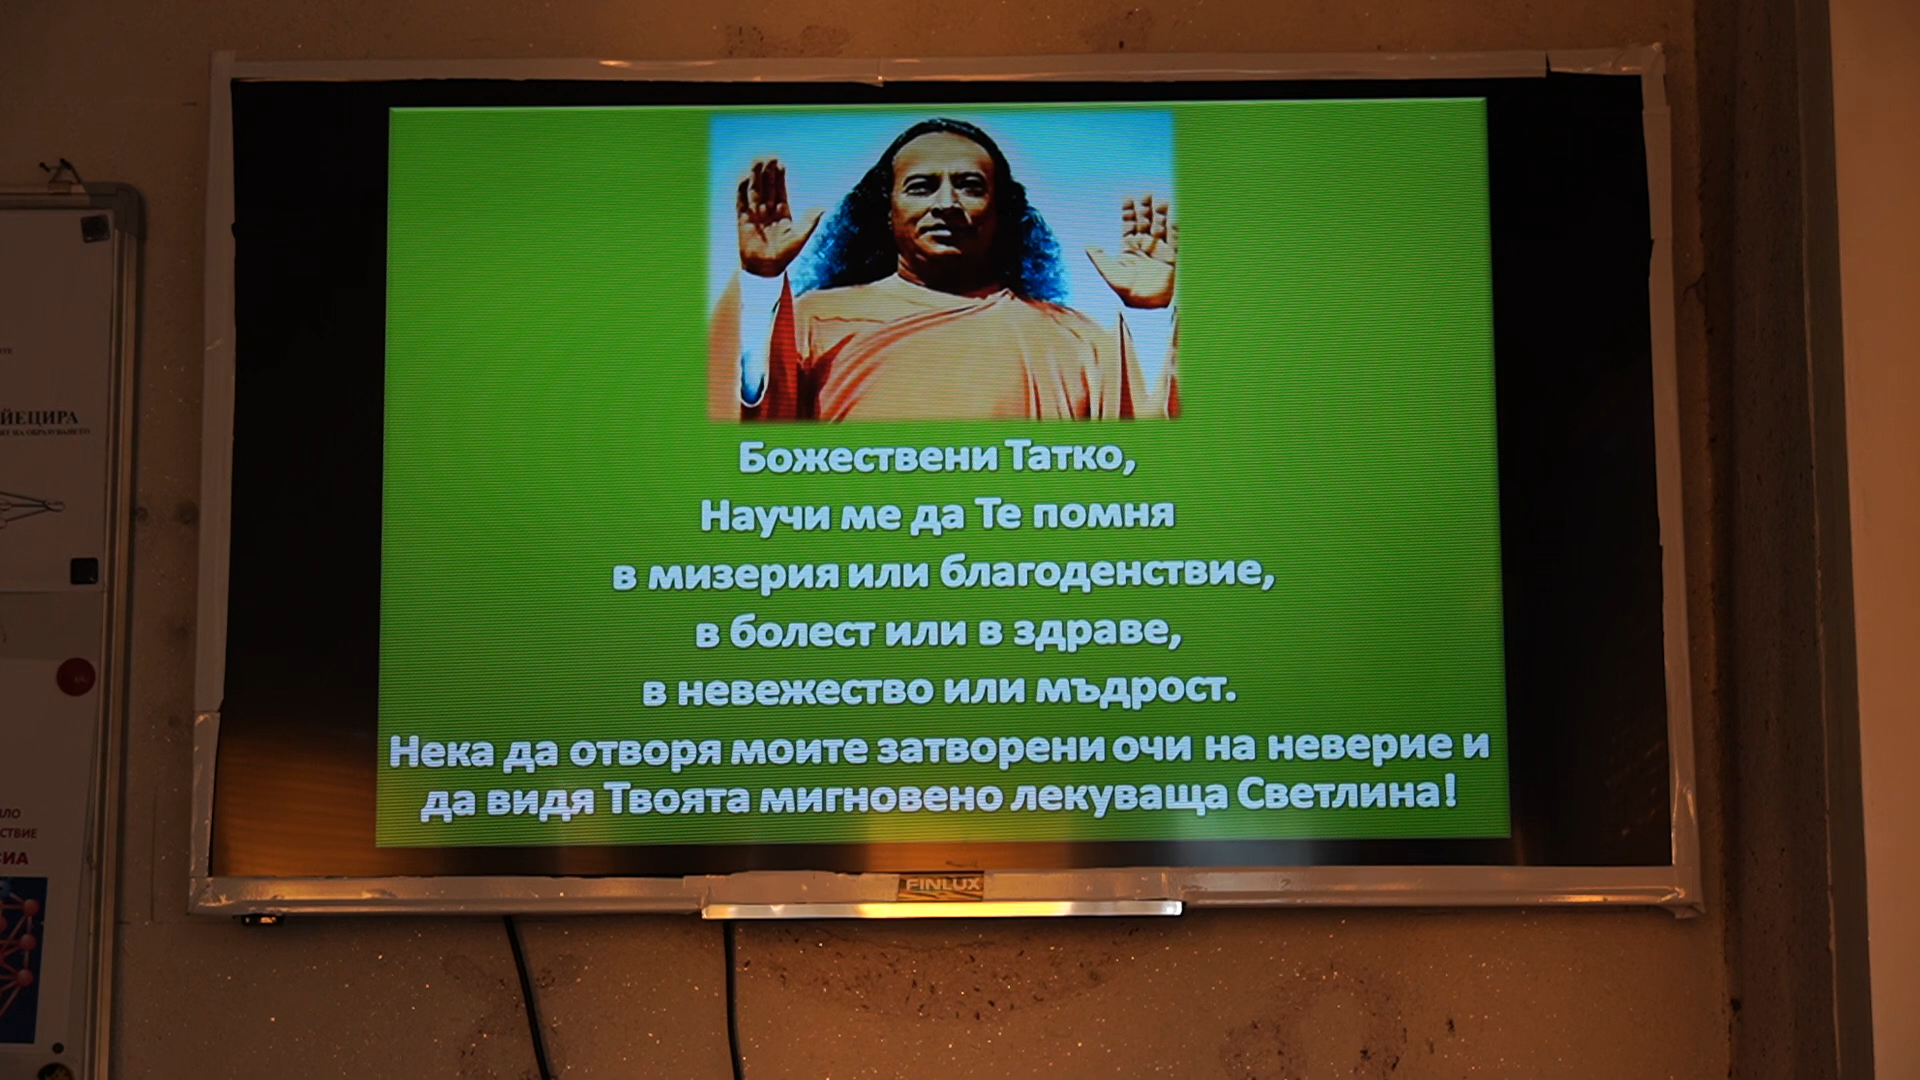 Божествени Татко,
Научи ме да Те помня
в мизерия или благоденствие,
в болест или в здраве,
в невежество или мъдрост.
Нека да отворя моите затворени очи на неверие и
да видя Твоята мигновено лекуваща Светлина!
FINLUX
ЙЕЦИРА